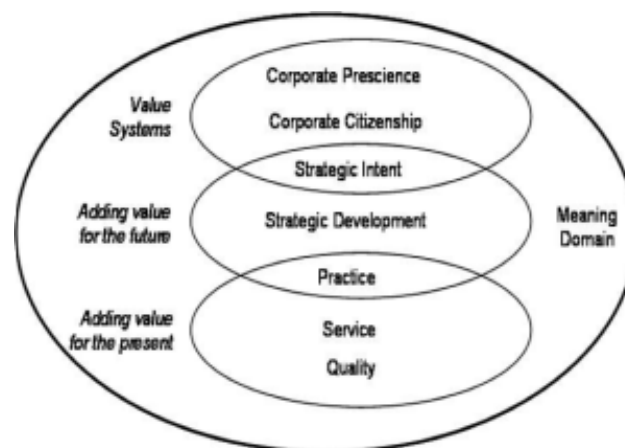 Corporate Prescience
Value
Systems
Corporate Citizenship
Strategic Intent
Adding value
for the future
Strategic Development
Meaning
Domain
Practice
Adding value
for the present
Service
Quality